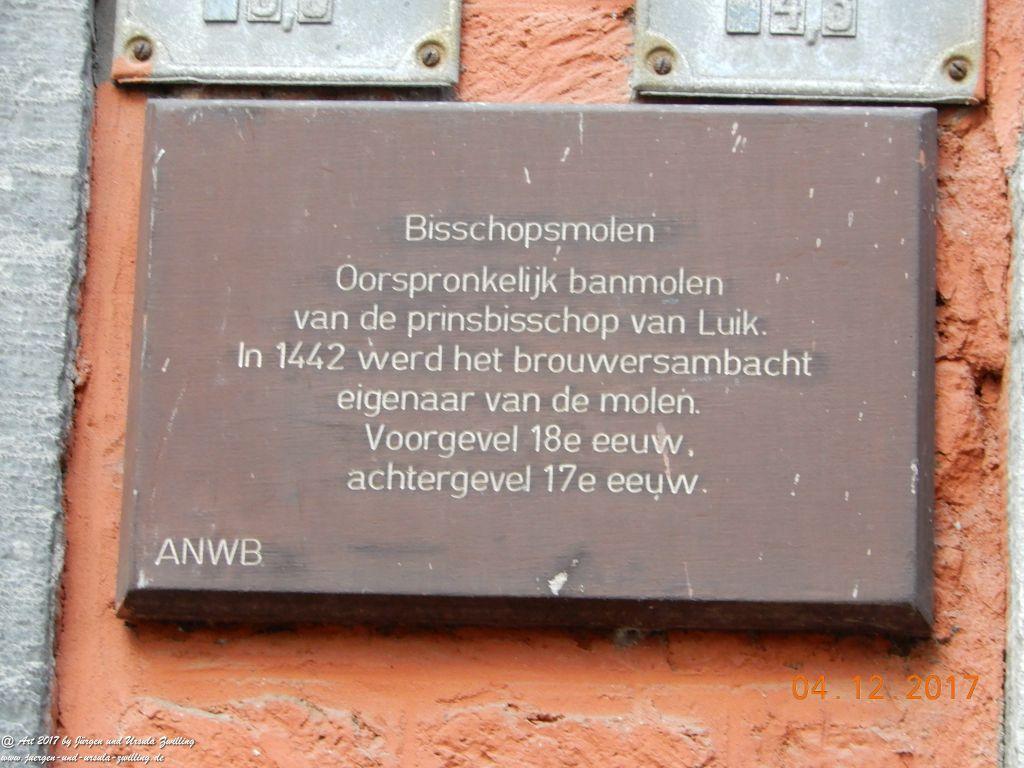 Bisschopsmolen
Oorspronkelijk banmolen
van de prinsbisschop van Luik.
In 1442 werd het brouwersambacht
eigenaar van de molen.
Voorgevel 18e eeuw,
achtergevel 17e eeuw.
ANWB
04.12.2017
@ Art 2017 by Jürgen und Ursula Zwilling
www.juergen-und-ursula-zwilling.de